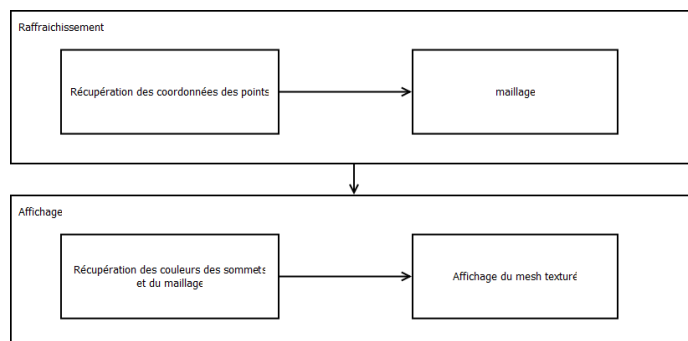 Raffraichissement
Récupération des coordonnées des points
maillage
Affichage
Récupération des couleurs des sommets
et du maillage
Affichage du mesh texturé